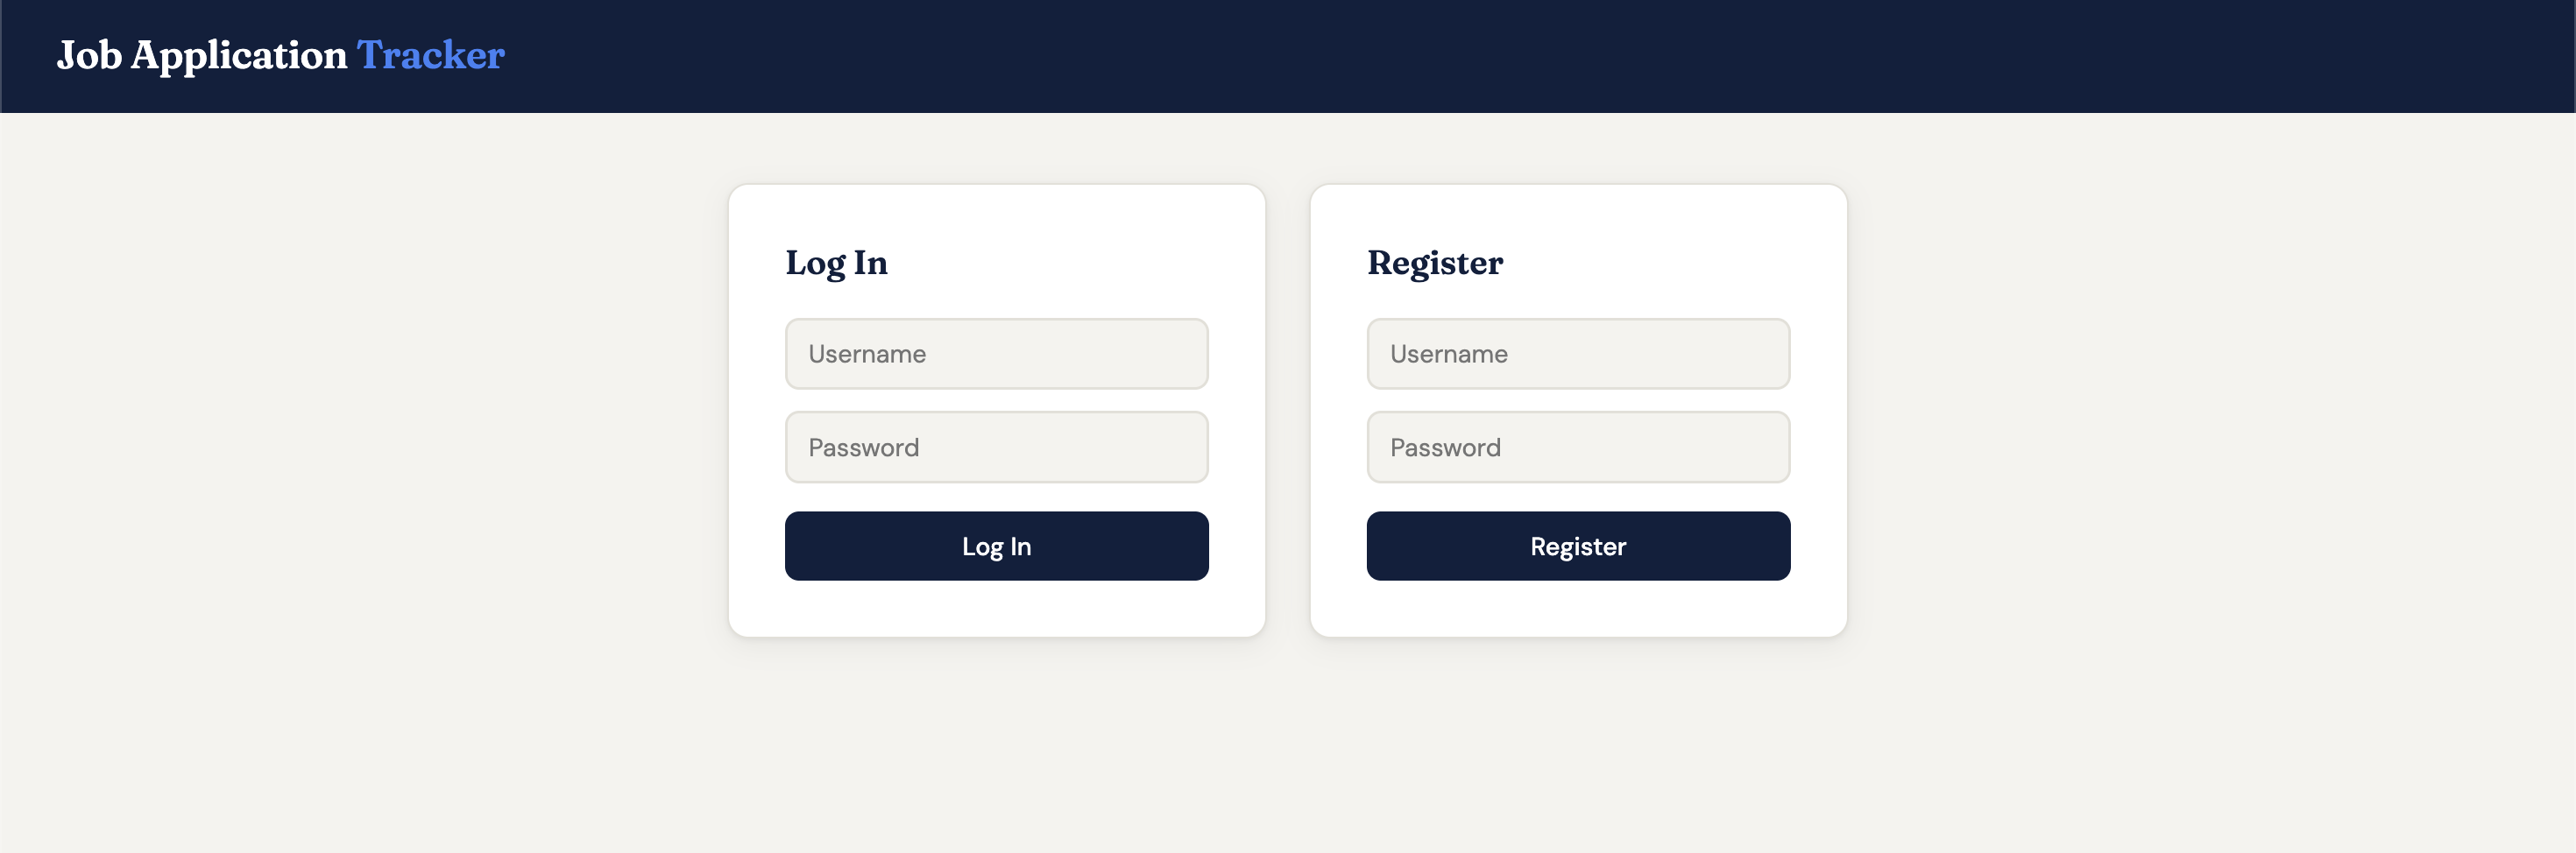 Job Application Tracker
Log In
Username
Password
Log In
Register
Username
Password
Register